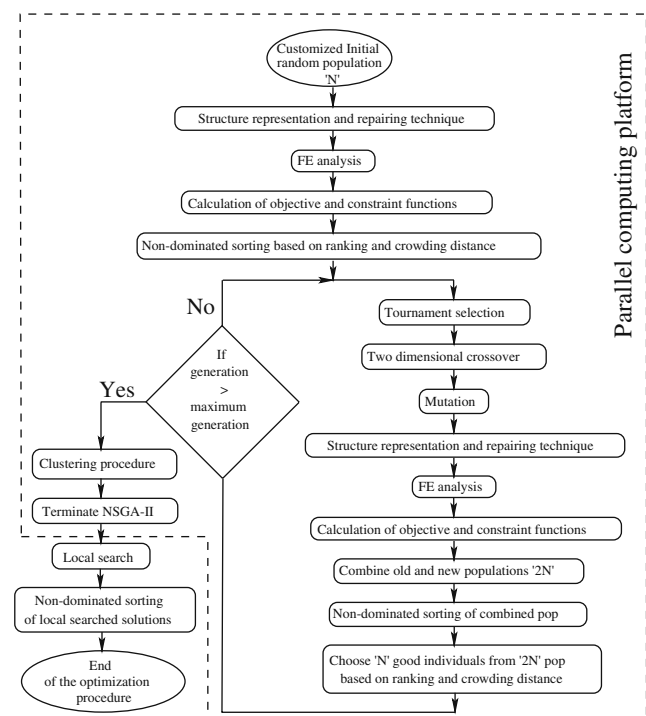 Customized Initial
random population
'N'
Structure representation and repairing technique
FE analysis
Calculation of objective and constraint functions
Non-dominated sorting based on ranking and crowding distance
Parallel computing platform
No
Tournament selection
Two dimensional crossover
Mutation
Structure representation and repairing technique
FE analysis
Calculation of objective and constraint functions
Combine old and new populations '2N'
Non-dominated sorting of combined pop
Choose 'N' good individuals from '2N' pop
based on ranking and crowding distance
If
generation
>
maximum
generation
Yes
Clustering procedure
Terminate NSGA-II
Local search
Non-dominated sorting
of local searched solutions
End
of the optimization
procedure